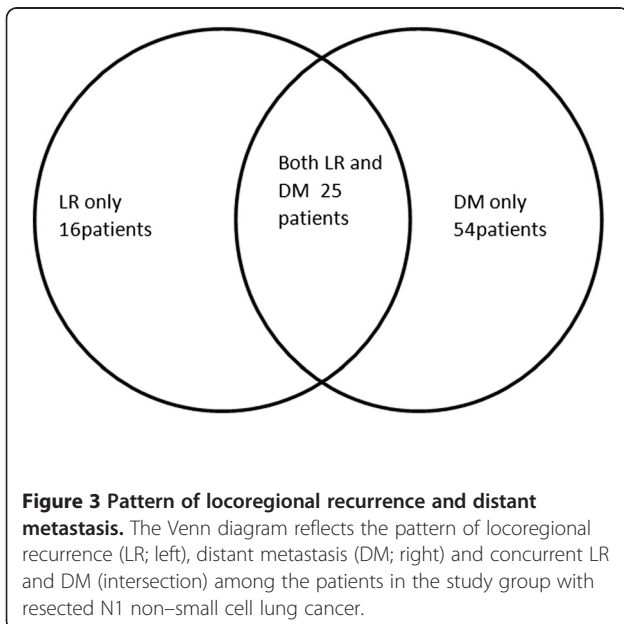 LR only
16patients
Both LR and
DM 25
patients
DM only
54patients
Figure 3 Pattern of locoregional recurrence and distant
metastasis. The Venn diagram reflects the pattern of locoregional
recurrence (LR; left), distant metastasis (DM; right) and concurrent LR
and DM (intersection) among the patients in the study group with
resected N1 non–small cell lung cancer.